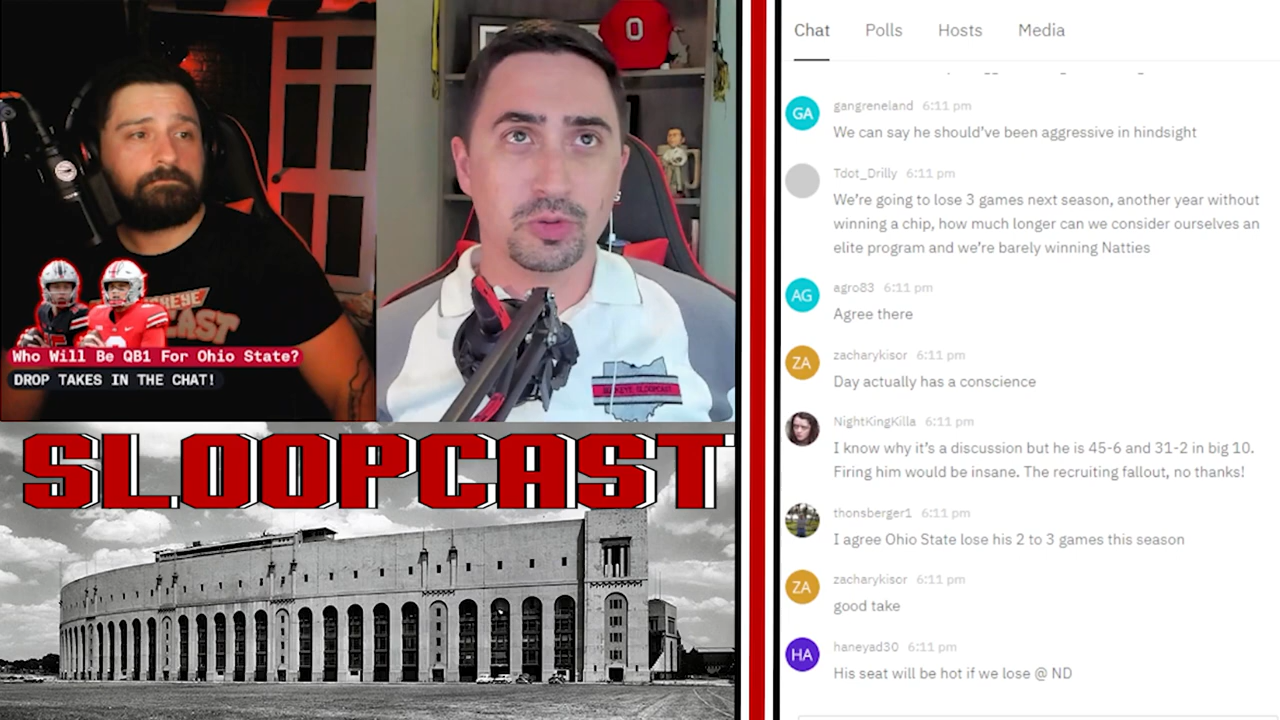 O
Who Will Be QB1 For Ohio State?
DROP TAKES IN THE CHAT!
SLOOPCAST
Chat Polls Hosts Media
GA gangreneland 6:11 pm
We can say he should've been aggressive in hindsight
Tdot_Drilly 6:11 pm
We're going to lose 3 games next season, another year without
winning a chip, how much longer can we consider ourselves an
elite program and we're barely winning Natties
AG agro83 6:11 pm
Agree there
ZA zacharykisor 6:11 pm
Day actually has a conscience
NightKingKilla 6:11 pm
I know why it's a discussion but he is 45-6 and 31-2 in big 10.
Firing him would be insane. The recruiting fallout, no thanks!
thonsberger1 6:11 pm
I agree Ohio State lose his 2 to 3 games this season
ZA zacharykisor 6:11 pm
good take
HA haneyad30 6:11 pm
His seat will be hot if we lose @ ND